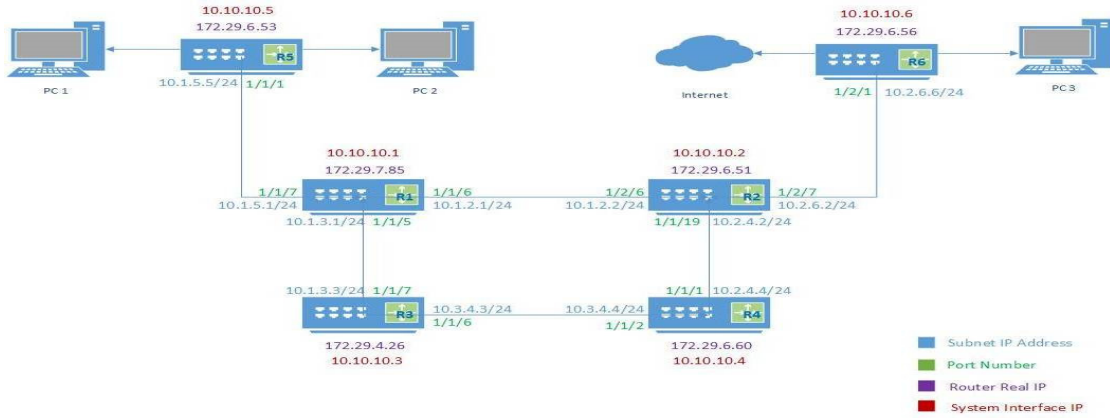 10.10.10.5
172.29.6.53
R5
PC 1
PC 2
10.1.5.5/24
1/1/1
10.10.10.6
172.29.6.56
R6
Internet
PC 3
1/2/1
10.2.6.6/24
10.10.10.1
172.29.7.85
1/1/7
R1
1/1/6
10.1.5.1/24
10.1.2.1/24
10.1.3.1/24
1/1/5
10.10.10.2
172.29.6.51
1/2/6
R2
1/2/7
10.1.2.2/24
10.2.6.2/24
1/1/19
10.2.4.2/24
10.1.3.3/24
1/1/7
R3
10.3.4.3/24
1/1/6
172.29.4.26
10.10.10.3
1/1/1
10.2.4.4/24
10.3.4.4/24
R4
1/1/2
172.29.6.60
10.10.10.4
Subnet IP Address
Port Number
Router Real IP
System Interface IP